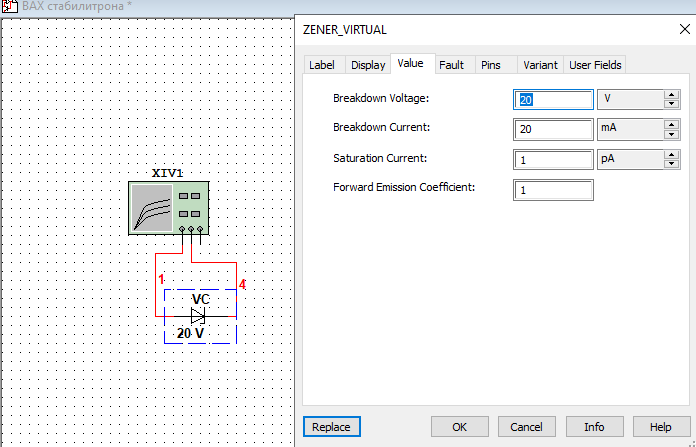 ВАХ стабилитрона *
ZENER_VIRTUAL
Label Display Value Fault Pins Variant User Fields
Breakdown Voltage: 20 V
Breakdown Current: 20 mA
Saturation Current: 1 pA
Forward Emission Coefficient: 1
XIV1
1
4
VC
20 V
Replace OK Cancel Info Help